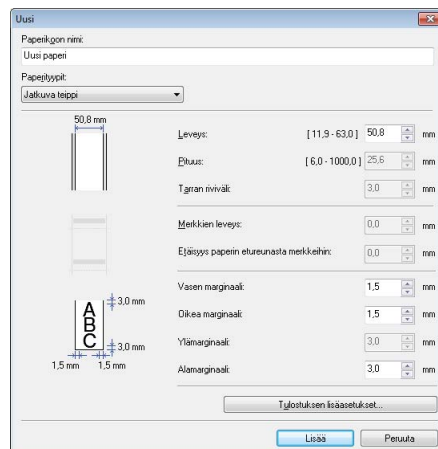 Uusi
Paperikoon nimi:
Uusi paperi
Paperityypit:
Jatkuva teippi
50,8 mm
Leveys: [ 11,9 - 63,0 ] 50,8 mm
Pituus: [ 6,0 - 1000,0 ] 25,6 mm
Tarran riviväli: 3,0 mm
Merkkien leveys: 0,0 mm
Etäisyys paperin etureunasta merkkeihin: 0,0 mm
Vasen marginaali: 1,5 mm
Oikea marginaali: 1,5 mm
Ylämarginaali: 3,0 mm
Alamarginaali: 3,0 mm
A
B
C
3,0 mm
3,0 mm
1,5 mm 1,5 mm
Tulostuksen lisäasetukset...
Lisää Peruuta